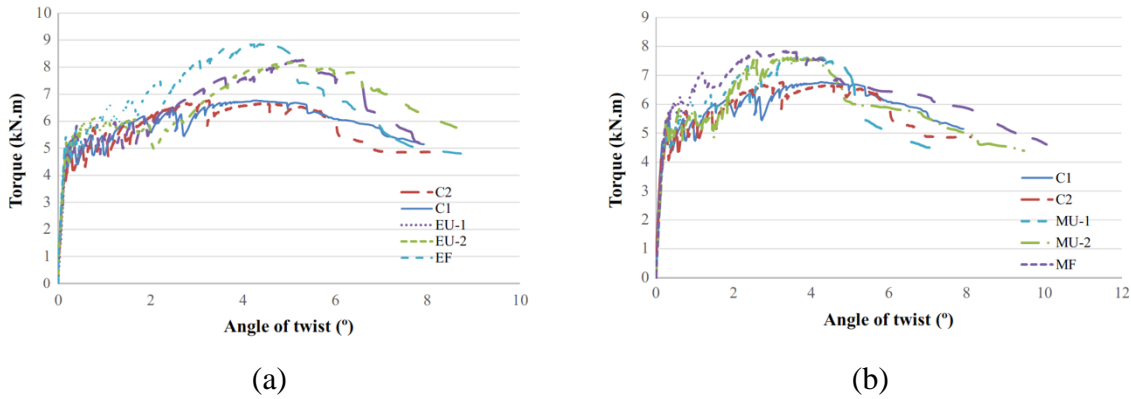 10
9
8
7
6
5
4
3
2
1
0
Torque (kN.m)
0 2 4 6 8 10
Angle of twist (º)
C2
C1
EU-1
EU-2
EF
(a)
9
8
7
6
5
4
3
2
1
0
Torque (kN.m)
0 2 4 6 8 10 12
Angle of twist (º)
C1
C2
MU-1
MU-2
MF
(b)